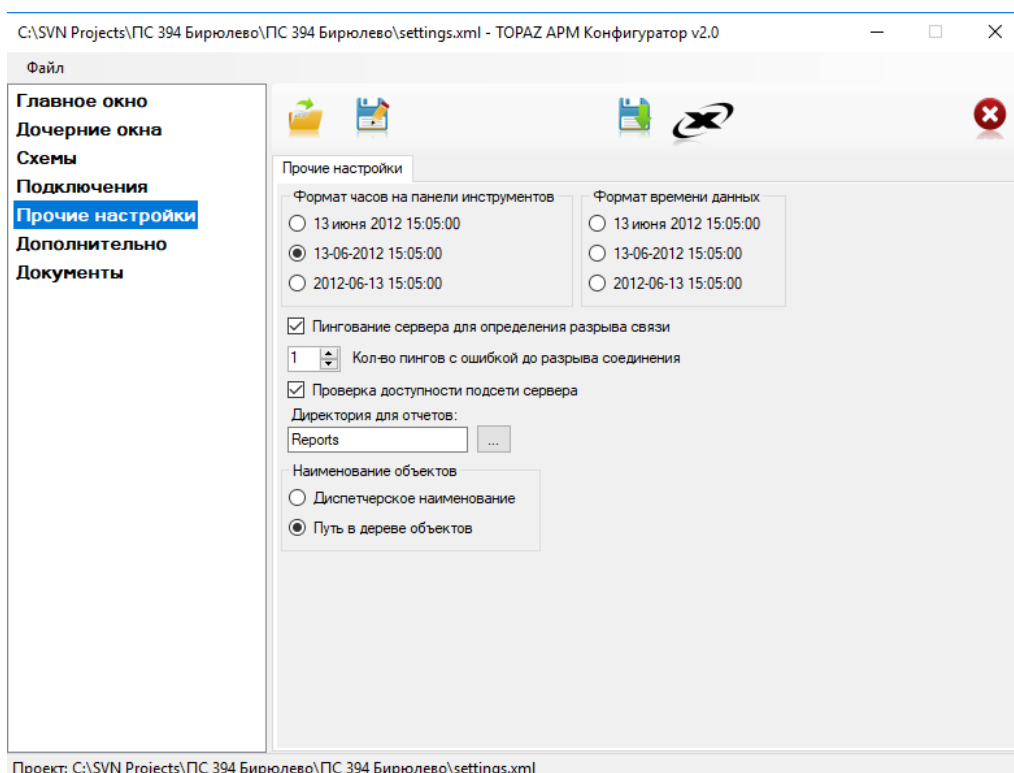 C:\SVN Projects\ПС 394 Бирюлево\ПС 394 Бирюлево\settings.xml - TOPAZ АРМ Конфигуратор v2.0
Файл
Главное окно
Дочерние окна
Схемы
Подключения
Прочие настройки
Дополнительно
Документы
Прочие настройки
Формат часов на панели инструментов
13 июня 2012 15:05:00
13-06-2012 15:05:00
2012-06-13 15:05:00
Формат времени данных
13 июня 2012 15:05:00
13-06-2012 15:05:00
2012-06-13 15:05:00
Пингование сервера для определения разрыва связи
1 Кол-во пингов с ошибкой до разрыва соединения
Проверка доступности подсети сервера
Директория для отчетов:
Reports ...
Наименование объектов
Диспетчерское наименование
Путь в дереве объектов
Проект: C:\SVN Projects\ПС 394 Бирюлево\ПС 394 Бирюлево\settings.xml